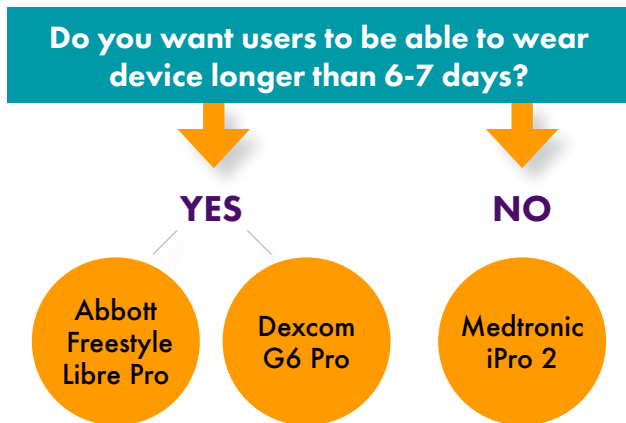 Do you want users to be able to wear
device longer than 6-7 days?
YES
NO
Abbott
Freestyle
Libre Pro
Dexcom
G6 Pro
Medtronic
iPro 2